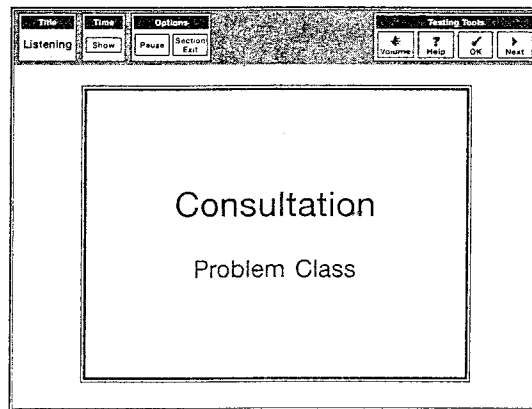 Title Time Options Testing Tools
Listening Show Pause Section Exit Volume Help OK Next
Consultation
Problem Class